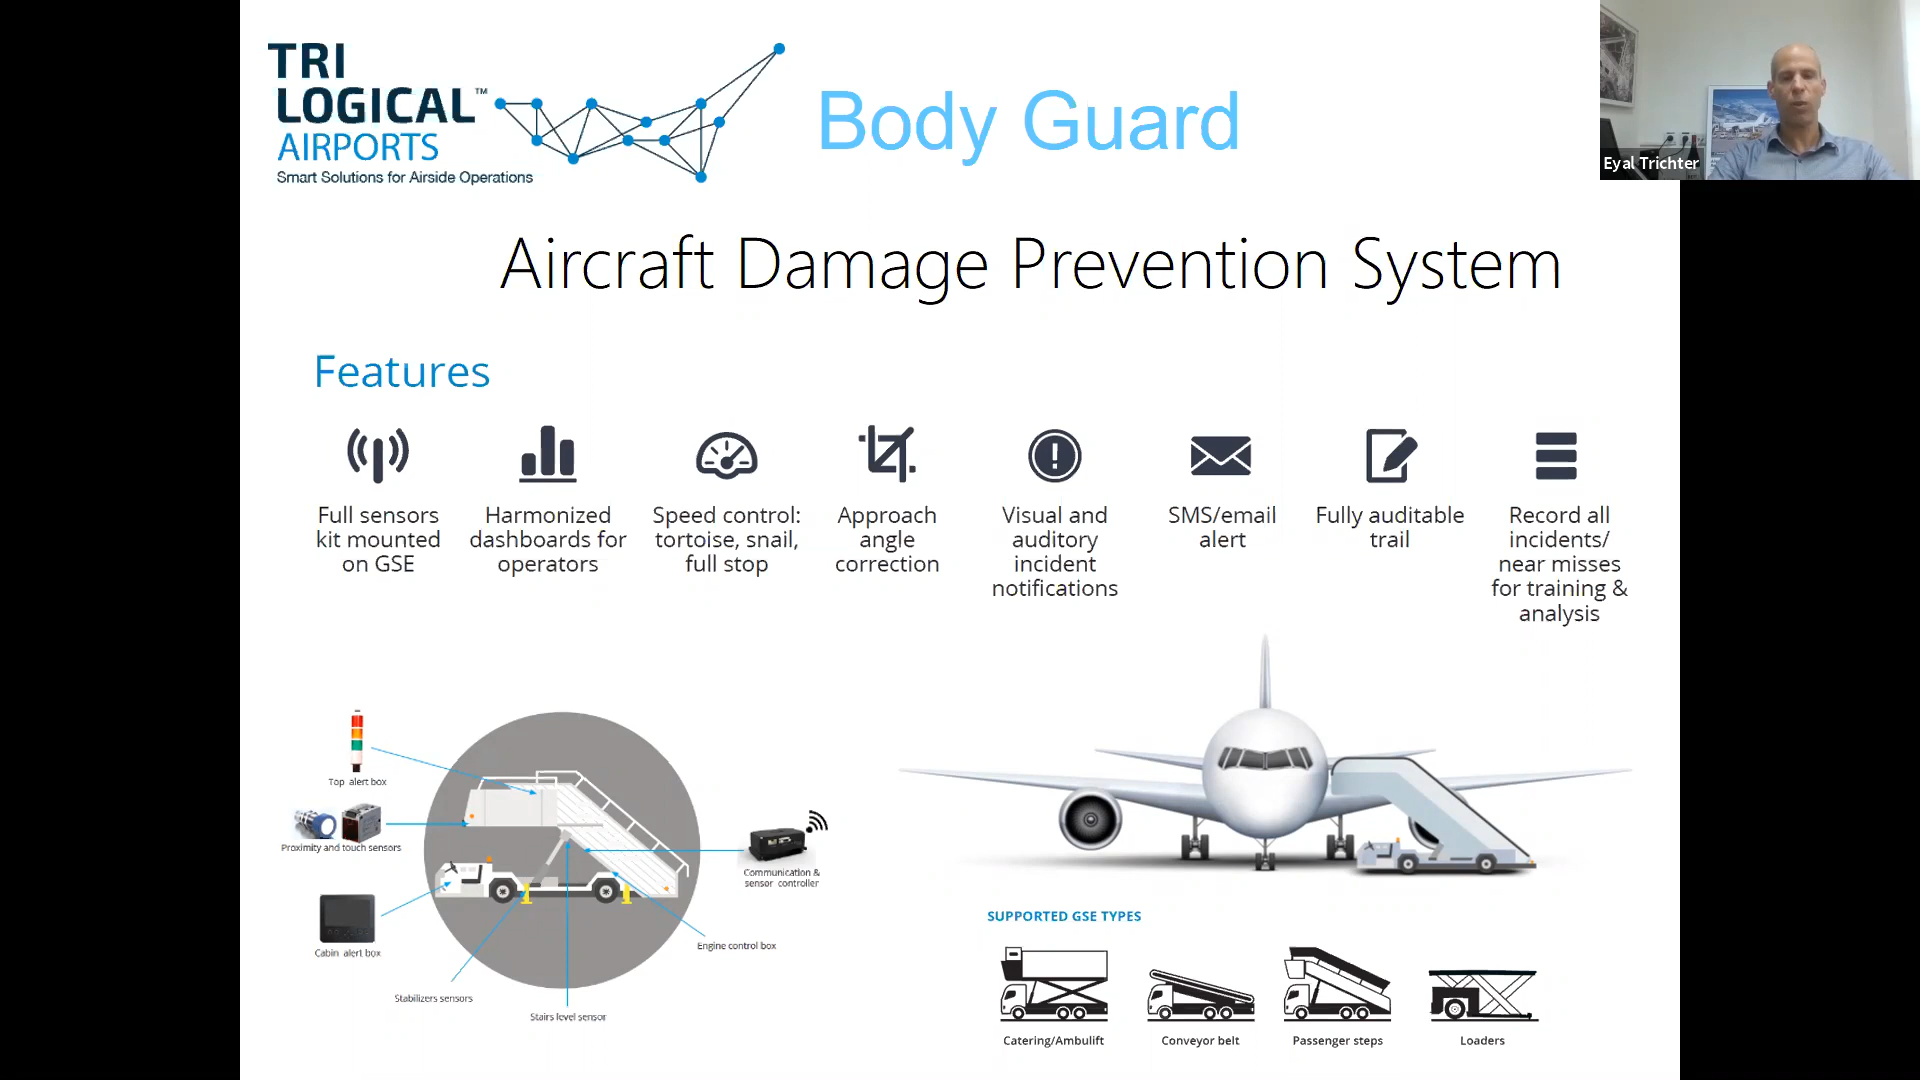 TRI
LOGICAL™
AIRPORTS
Smart Solutions for Airside Operations
Body Guard
Eyal Trichter
Aircraft Damage Prevention System
Features
Full sensors
kit mounted
on GSE
Harmonized
dashboards for
operators
Speed control:
tortoise, snail,
full stop
Approach
angle
correction
Visual and
auditory
incident
notifications
SMS/email
alert
Fully auditable
trail
Record all
incidents/
near misses
for training &
analysis
Top alert box
Proximity and touch sensors
Cabin alert box
Stabilizers sensors
Stairs level sensor
Engine control box
Communication &
sensor controller
SUPPORTED GSE TYPES
Catering/Ambulift
Conveyor belt
Passenger steps
Loaders